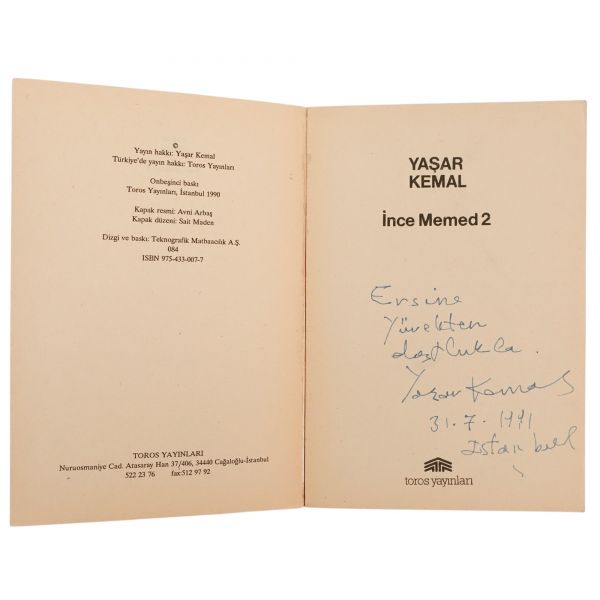 ©
Yayın hakkı: Yaşar Kemal
Türkiye'de yayın hakkı: Toros Yayınları
Onbeşinci baskı
Toros Yayınları, İstanbul 1990
Kapak resmi: Avni Arbaş
Kapak düzeni: Sait Maden
Dizgi ve baskı: Teknografik Matbaacılık A.Ş.
084
ISBN 975-433-007-7
TOROS YAYINLARI
Nuruosmaniye Cad. Atasaray Han 37/406, 34440 Cağaloğlu-İstanbul
522 23 76 fax:512 97 92
YAŞAR
KEMAL
İnce Memed 2
Ersine
Yürekten
dostlukla.
Yaşar Kemal
31.7.1991
İstanbul
toros yayınları